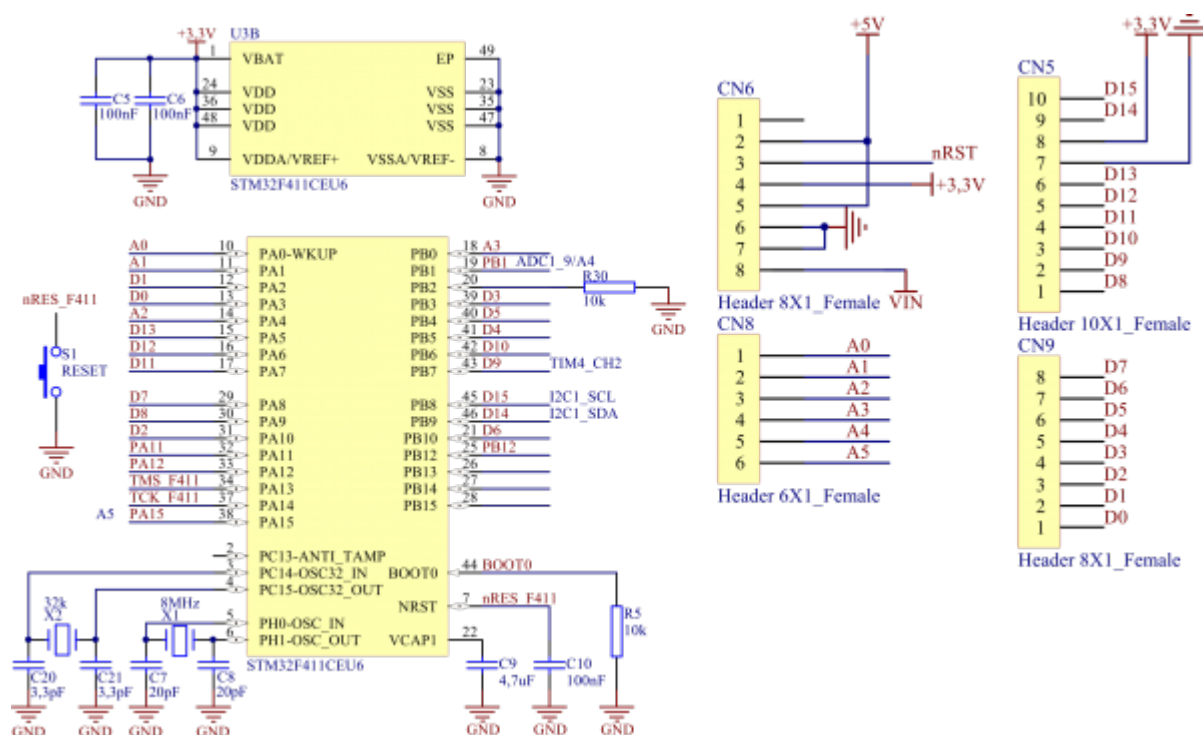 +3,3V
U3B
1 VBAT EP 49
24 VDD VSS 23
36 VDD VSS 35
48 VDD VSS 47
9 VDDA/VREF+ VSSA/VREF- 8
STM32F411CEU6
C5
100nF
C6
100nF
GND
GND
A0 10 PA0-WKUP PB0 18 A3
A1 11 PA1 PB1 19 PB1 ADC1_9/A4
D1 12 PA2 PB2 20
D0 13 PA3 PB3 39 D3
A2 14 PA4 PB4 40 D5
D13 15 PA5 PB5 41 D4
D12 16 PA6 PB6 42 D10
D11 17 PA7 PB7 43 D9 TIM4_CH2
D7 29 PA8 PB8 45 D15 I2C1_SCL
D8 30 PA9 PB9 46 D14 I2C1_SDA
D2 31 PA10 PB10 21 D6
PA11 32 PA11 PB12 25 PB12
PA12 33 PA12 PB13 26
TMS_F411 34 PA13 PB14 27
TCK_F411 37 PA14 PB15 28
A5 PA15 38 PA15
2 PC13-ANTI_TAMP
3 PC14-OSC32_IN BOOT0 44 BOOT0
4 PC15-OSC32_OUT
NRST 7 nRES_F411
5 PH0-OSC_IN
6 PH1-OSC_OUT VCAP1 22
STM32F411CEU6
R30
10k
GND
nRES_F411
S1
RESET
GND
32k
X2
8MHz
X1
C20
3,3pF
C21
3,3pF
C7
20pF
C8
20pF
C9
4,7uF
C10
100nF
R5
10k
GND
GND
GND
GND
GND
GND
GND
+5V
CN6
1
2
3 nRST
4 +3,3V
5
6
7
8 VIN
Header 8X1_Female
CN8
1 A0
2 A1
3 A2
4 A3
5 A4
6 A5
Header 6X1_Female
+3,3V
CN5
10 D15
9 D14
8
7
6 D13
5 D12
4 D11
3 D10
2 D9
1 D8
Header 10X1_Female
CN9
8 D7
7 D6
6 D5
5 D4
4 D3
3 D2
2 D1
1 D0
Header 8X1_Female